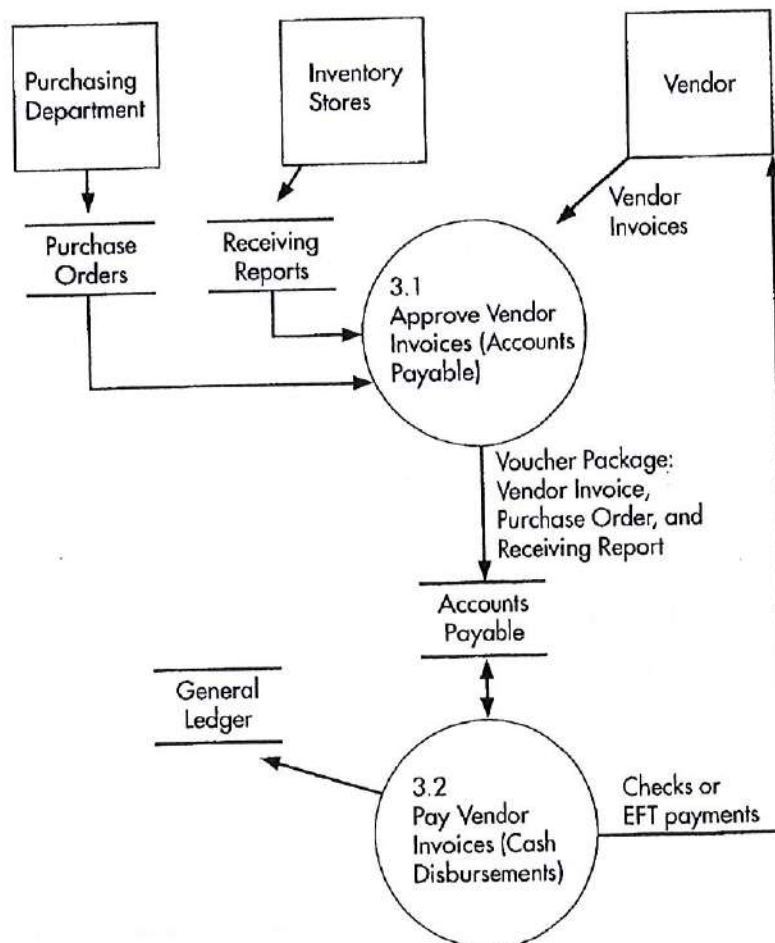 Purchasing
Department
Inventory
Stores
Vendor
Purchase
Orders
Receiving
Reports
Vendor
Invoices
3.1
Approve Vendor
Invoices (Accounts
Payable)
Voucher Package:
Vendor Invoice,
Purchase Order, and
Receiving Report
Accounts
Payable
General
Ledger
3.2
Pay Vendor
Invoices (Cash
Disbursements)
Checks or
EFT payments